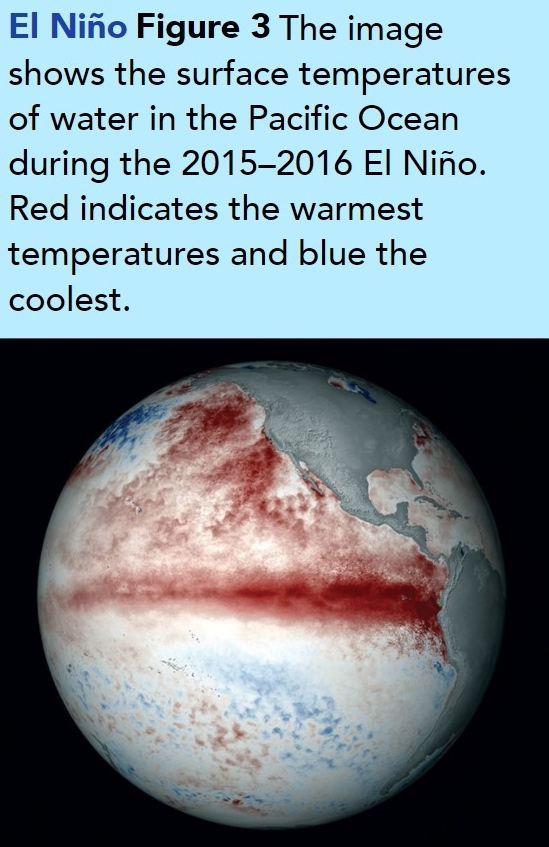 El Niño Figure 3 The image
shows the surface temperatures
of water in the Pacific Ocean
during the 2015–2016 El Niño.
Red indicates the warmest
temperatures and blue the
coolest.